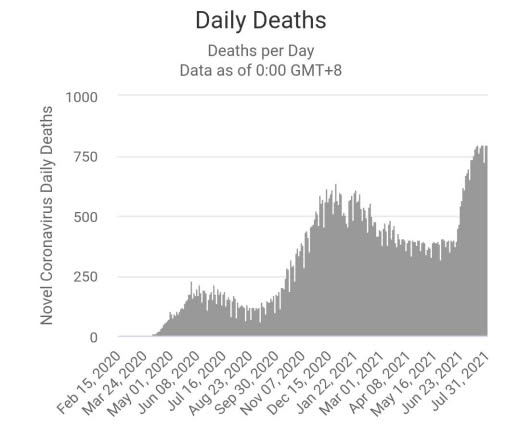 Daily Deaths
Deaths per Day
Data as of 0:00 GMT+8
Novel Coronavirus Daily Deaths
1000
750
500
250
0
Feb 15, 2020
Mar 24, 2020
May 01, 2020
Jun 08, 2020
Jul 16, 2020
Aug 23, 2020
Sep 30, 2020
Nov 07, 2020
Dec 15, 2020
Jan 22, 2021
Mar 01, 2021
Apr 08, 2021
May 16, 2021
Jun 23, 2021
Jul 31, 2021